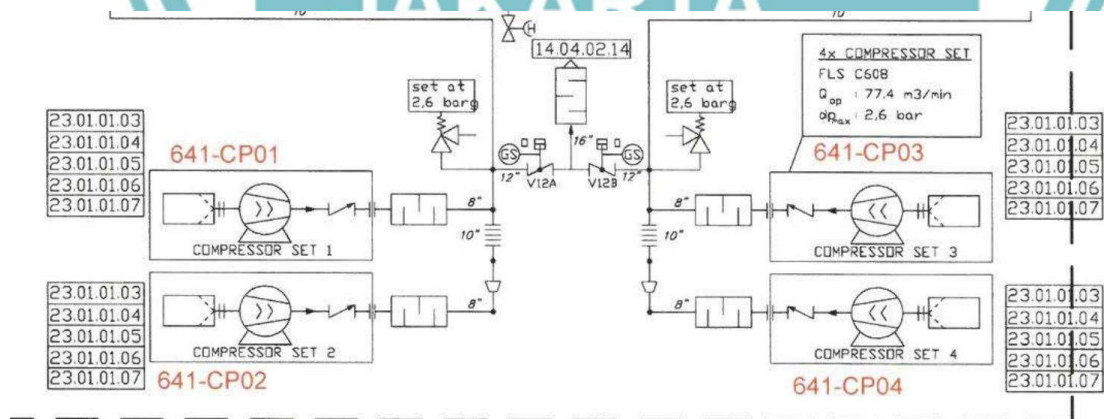 JAKARTA
10"
10"
H
14.04.02.14
set at
2,6 barg
set at
2,6 barg
4x COMPRESSOR SET
FLS C60B
Qop : 77.4 m3/min
dpmax : 2,6 bar
16"
GS
GS
12"
V12A
V12B
12"
23.01.01.03
23.01.01.04
23.01.01.05
23.01.01.06
23.01.01.07
641-CP01
COMPRESSOR SET 1
8"
10"
641-CP03
COMPRESSOR SET 3
8"
10"
23.01.01.03
23.01.01.04
23.01.01.05
23.01.01.06
23.01.01.07
23.01.01.03
23.01.01.04
23.01.01.05
23.01.01.06
23.01.01.07
COMPRESSOR SET 2
8"
641-CP02
8"
COMPRESSOR SET 4
641-CP04
23.01.01.03
23.01.01.04
23.01.01.05
23.01.01.06
23.01.01.07